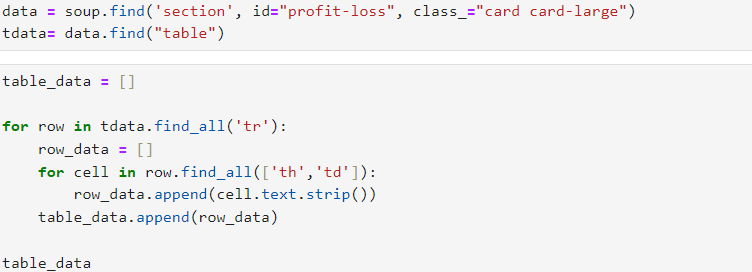 data = soup.find('section', id="profit-loss", class_="card card-large")
tdata= data.find("table")
table_data = []
for row in tdata.find_all('tr'):
    row_data = []
    for cell in row.find_all(['th','td']):
        row_data.append(cell.text.strip())
    table_data.append(row_data)
table_data